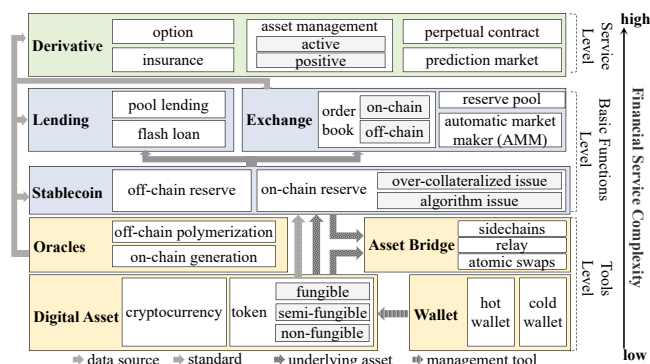 high
Derivative
option
insurance
asset management
active
positive
perpetual contract
prediction market
Service
Level
Lending
pool lending
flash loan
Exchange
order
book
on-chain
off-chain
reserve pool
automatic market
maker (AMM)
Basic Functions
Level
Stablecoin
off-chain reserve
on-chain reserve
over-collateralized issue
algorithm issue
Oracles
off-chain polymerization
on-chain generation
Asset Bridge
sidechains
relay
atomic swaps
Tools
Level
Digital Asset
cryptocurrency
token
fungible
semi-fungible
non-fungible
Wallet
hot
wallet
cold
wallet
Financial Service Complexity
low
data source
standard
underlying asset
management tool